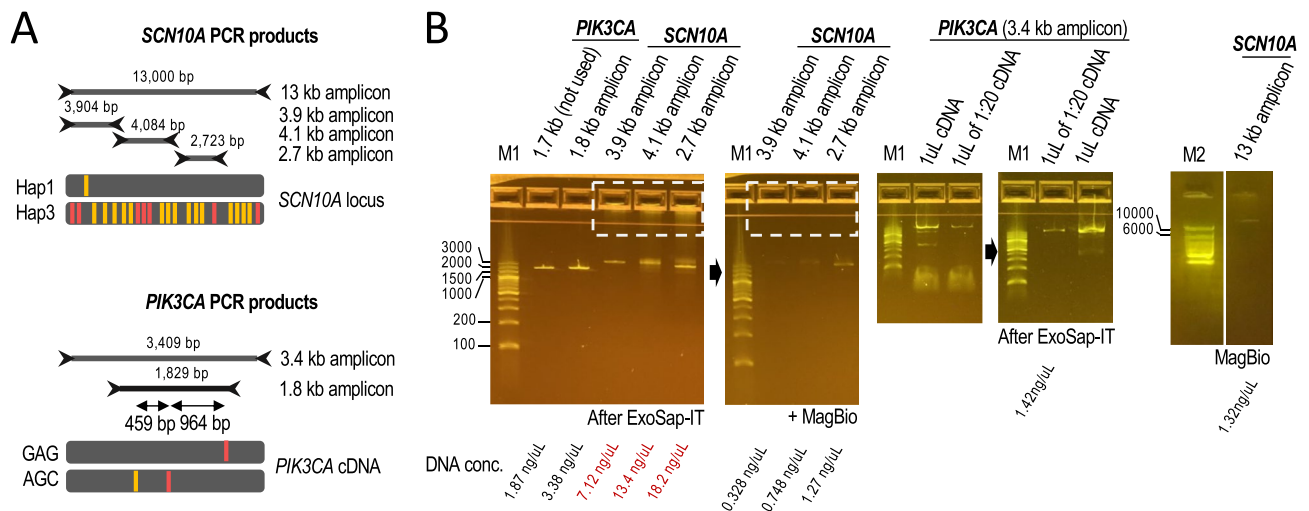 A
SCN10A PCR products
13,000 bp
13 kb amplicon
3,904 bp
3.9 kb amplicon
4,084 bp
4.1 kb amplicon
2,723 bp
2.7 kb amplicon
Hap1
Hap3
SCN10A locus
PIK3CA PCR products
3,409 bp
3.4 kb amplicon
1,829 bp
1.8 kb amplicon
459 bp 964 bp
GAG
AGC
PIK3CA cDNA
B
PIK3CA
SCN10A
M1
1.7 kb (not used)
1.8 kb amplicon
3.9 kb amplicon
4.1 kb amplicon
2.7 kb amplicon
3000
2000
1500
1000
200
100
After ExoSap-IT
DNA conc.
1.87 ng/uL
3.38 ng/uL
7.12 ng/uL
13.4 ng/uL
18.2 ng/uL
SCN10A
M1
3.9 kb amplicon
4.1 kb amplicon
2.7 kb amplicon
+ MagBio
0.328 ng/uL
0.748 ng/uL
1.27 ng/uL
PIK3CA (3.4 kb amplicon)
M1
1uL cDNA
1uL of 1:20 cDNA
M1
1uL of 1:20 cDNA
1uL cDNA
After ExoSap-IT
1.42ng/uL
SCN10A
M2
13 kb amplicon
10000
6000
MagBio
1.32ng/uL